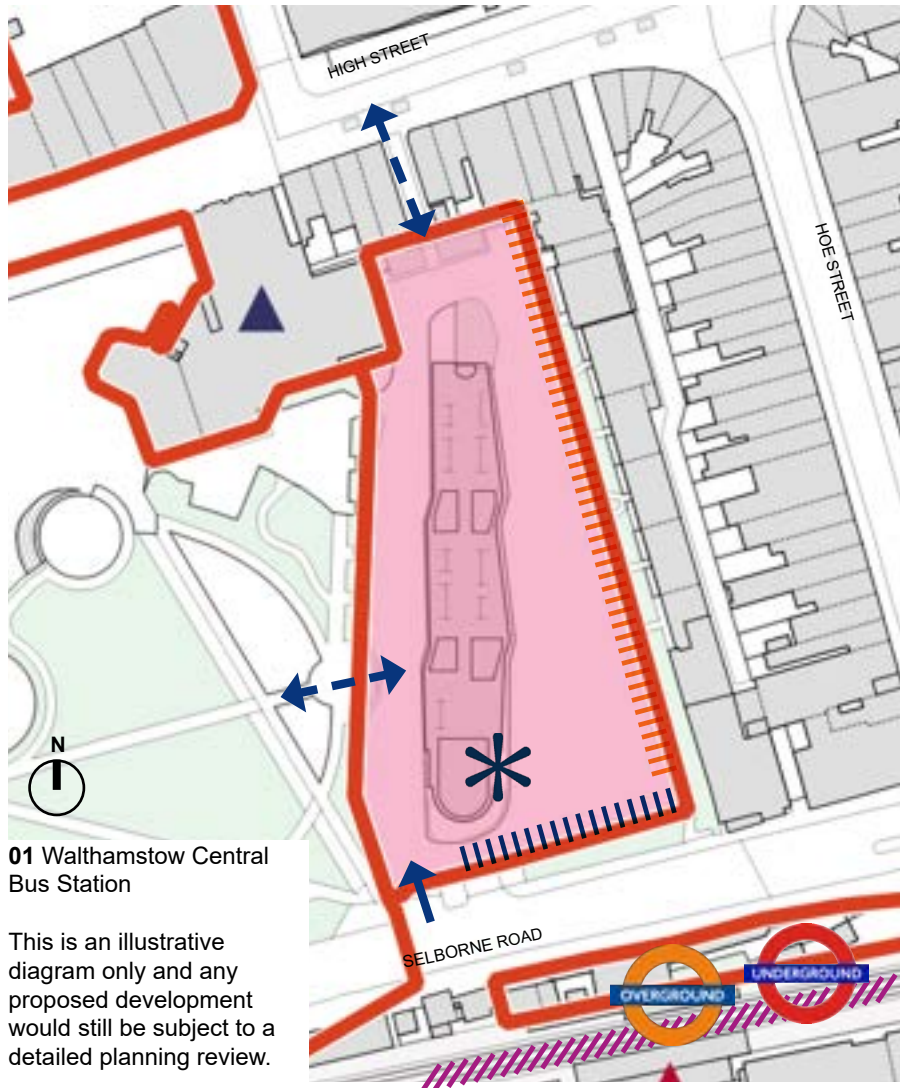 HIGH STREET
HOE STREET
N
01 Walthamstow Central
Bus Station
This is an illustrative
diagram only and any
proposed development
would still be subject to a
detailed planning review.
SELBORNE ROAD
OVERGROUND
UNDERGROUND